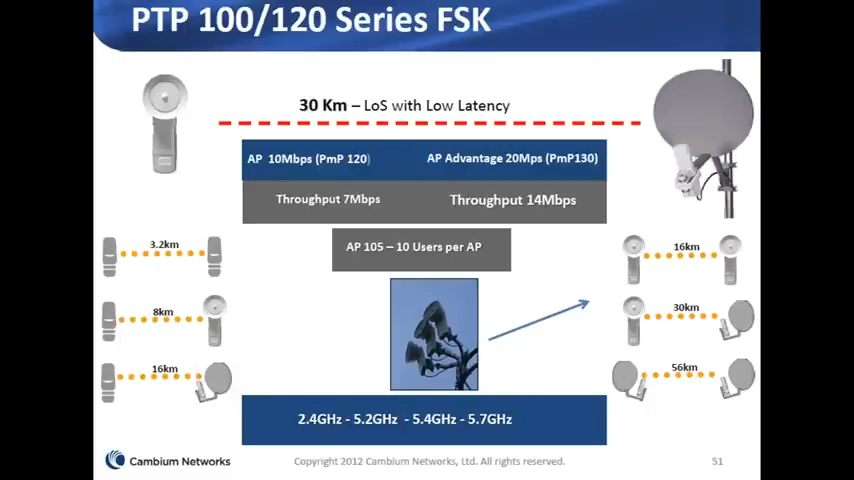 PTP 100/120 Series FSK
30 Km – LoS with Low Latency
AP 10Mbps (PmP 120)
AP Advantage 20Mps (PmP130)
Throughput 7Mbps
Throughput 14Mbps
AP 105 – 10 Users per AP
3.2km
8km
16km
16km
30km
56km
2.4GHz - 5.2GHz - 5.4GHz - 5.7GHz
Cambium Networks
Copyright 2012 Cambium Networks, Ltd. All rights reserved.
51